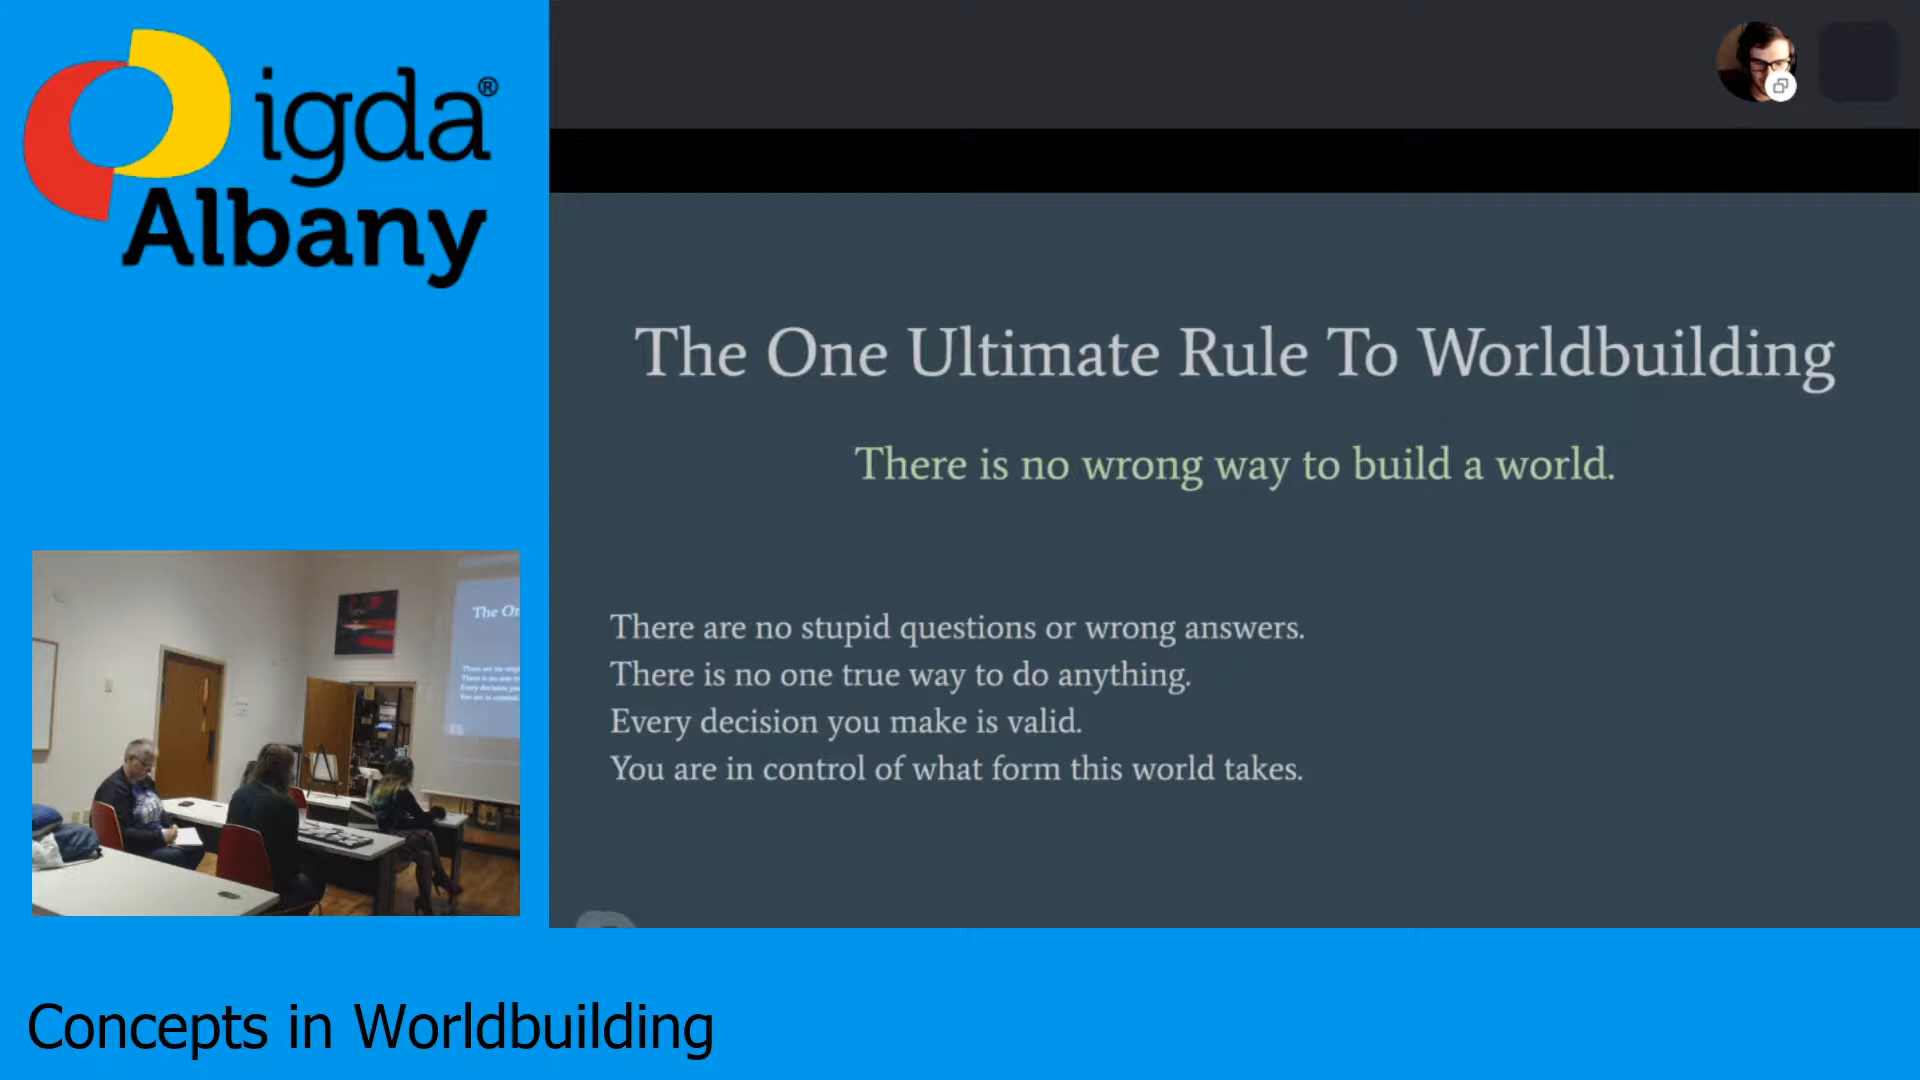 igda®
Albany
The One Ultimate Rule To Worldbuilding
There is no wrong way to build a world.
There are no stupid questions or wrong answers.
There is no one true way to do anything.
Every decision you make is valid.
You are in control of what form this world takes.
The On
Concepts in Worldbuilding